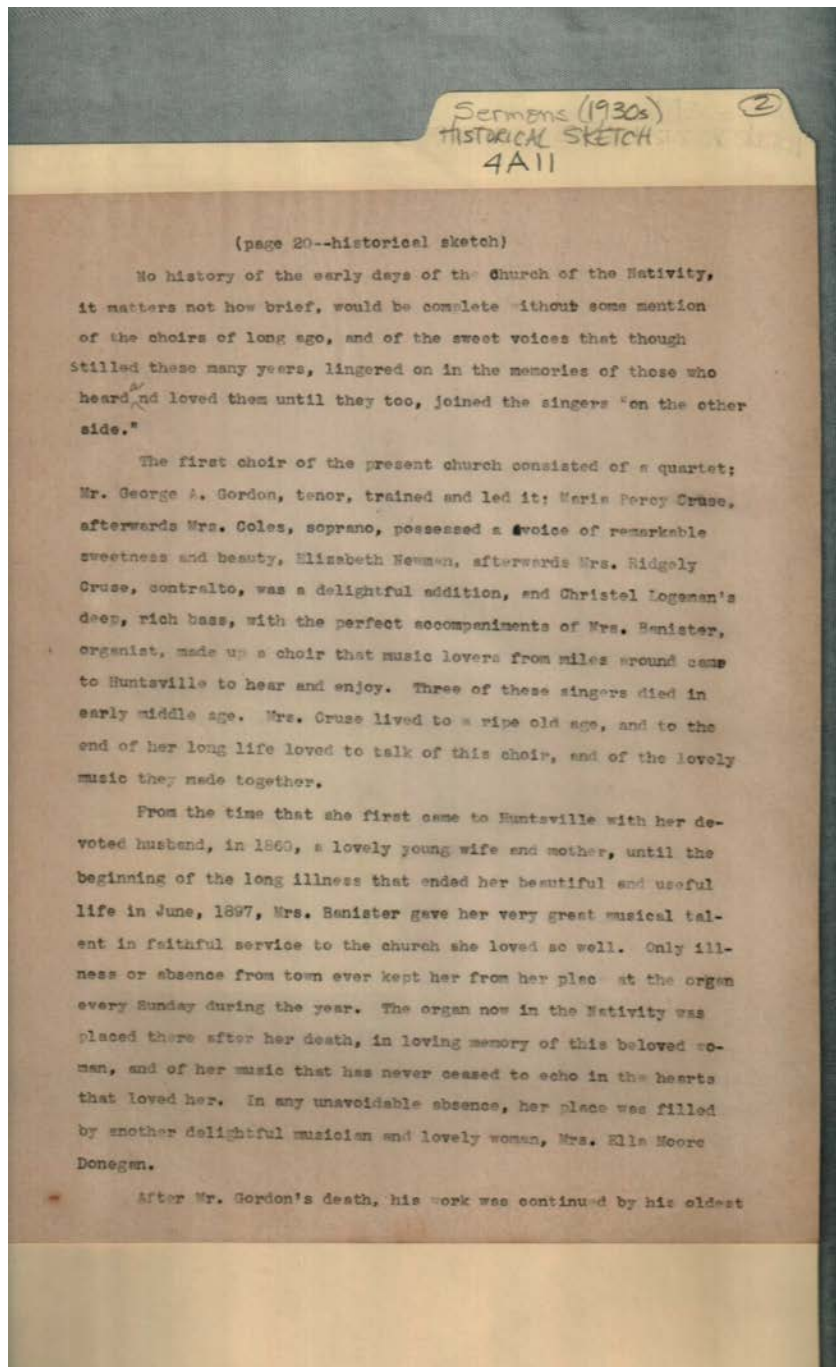 Sermons (1930s)
HISTORICAL SKETCH
4A11
2
(page 20--historical sketch)
No history of the early days of the Church of the Nativity,
it matters not how brief, would be complete without some mention
of the choirs of long ago, and of the sweet voices that though
Stilled these many years, lingered on in the memories of those who
heard and loved them until they too, joined the singers "on the other
side."
The first choir of the present church consisted of a quartet;
Mr. George A. Gordon, tenor, trained and led it; Maria Percy Cruse,
afterwards Mrs. Coles, soprano, possessed a voice of remarkable
sweetness and beauty, Elizabeth Newman, afterwards Mrs. Ridgely
Cruse, contralto, was a delightful addition, and Christel Logeman's
deep, rich bass, with the perfect accompaniments of Mrs. Banister,
organist, made up a choir that music lovers from miles around came
to Huntsville to hear and enjoy. Three of these singers died in
early middle age. Mrs. Cruse lived to a ripe old age, and to the
end of her long life loved to talk of this choir, and of the lovely
music they made together.
From the time that she first came to Huntsville with her de-
voted husband, in 1860, a lovely young wife and mother, until the
beginning of the long illness that ended her beautiful and useful
life in June, 1897, Mrs. Banister gave her very great musical tal-
ent in faithful service to the church she loved so well. Only ill-
ness or absence from town ever kept her from her place at the organ
every Sunday during the year. The organ now in the Nativity was
placed there after her death, in loving memory of this beloved wo-
man, and of her music that has never ceased to echo in the hearts
that loved her. In any unavoidable absence, her place was filled
by another delightful musician and lovely woman, Mrs. Ella Moore
Donegan.
After Mr. Gordon's death, his work was continued by his oldest